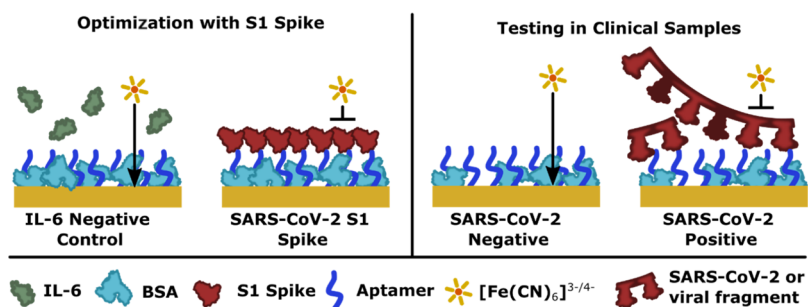 Optimization with S1 Spike
Testing in Clinical Samples
IL-6 Negative
Control
SARS-CoV-2 S1
Spike
SARS-CoV-2
Negative
SARS-CoV-2
Positive
IL-6
BSA
S1 Spike
Aptamer
[Fe(CN)₆]³⁻/⁴⁻
SARS-CoV-2 or
viral fragment